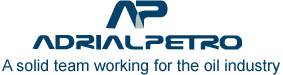 AP
ADRIALPETRO
A solid team working for the oil industry